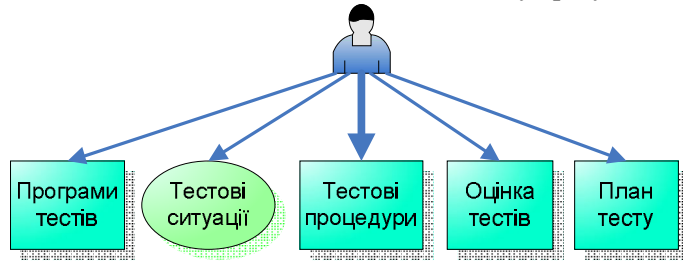 Програми
тестів
Тестові
ситуації
Тестові
процедури
Оцінка
тестів
План
тесту